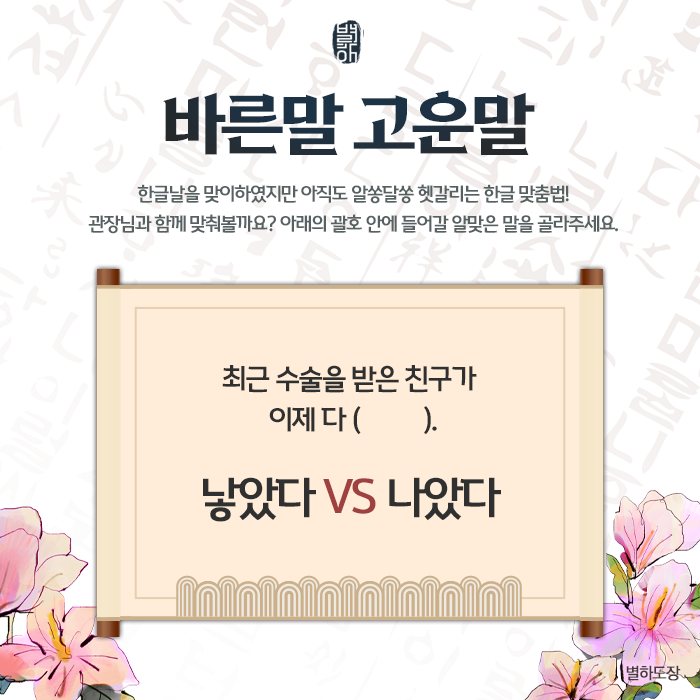 바른말 고운말
한글날을 맞이하였지만 아직도 알쏭달쏭 헷갈리는 한글 맞춤법!
관장님과 함께 맞춰볼까요? 아래의 괄호 안에 들어갈 알맞은 말을 골라주세요.
최근 수술을 받은 친구가
이제 다 ( ).
낳았다 VS 나았다
별하도장